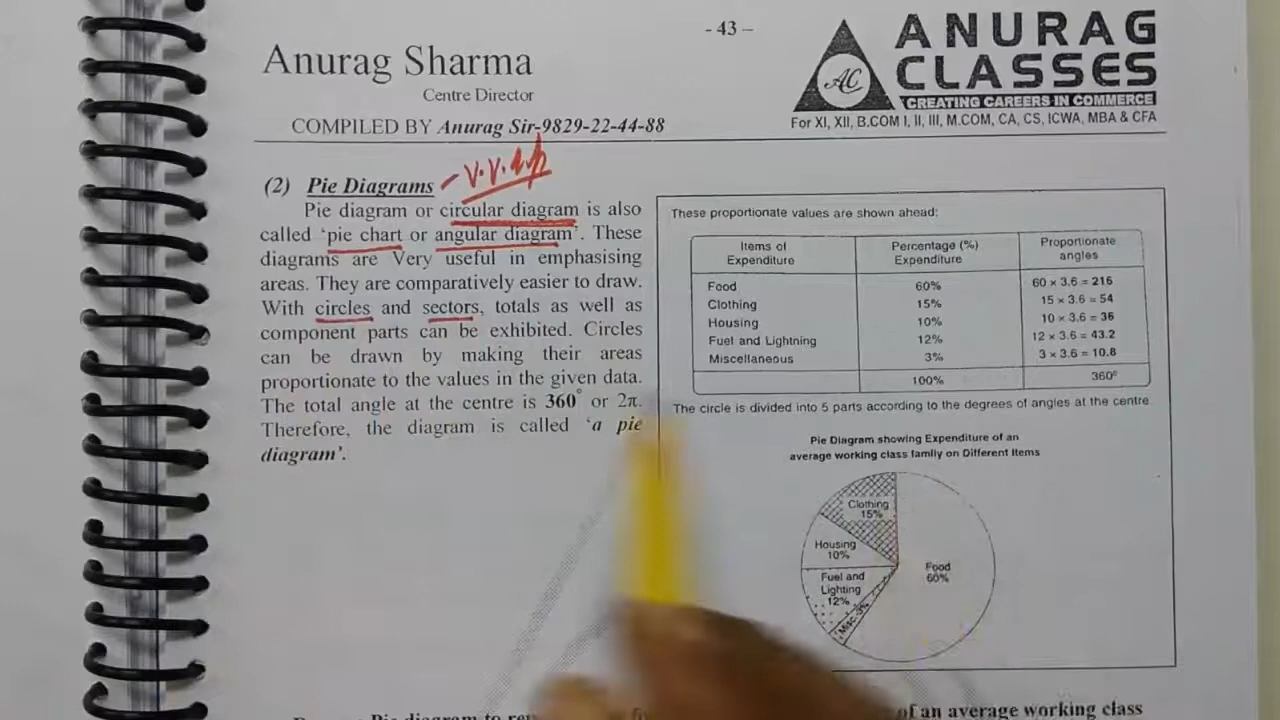 - 43 –
Anurag Sharma
Centre Director
COMPILED BY Anurag Sir-9829-22-44-88
AC
ANURAG
CLASSES
CREATING CAREERS IN COMMERCE
For XI, XII, B.COM I, II, III, M.COM, CA, CS, ICWA, MBA & CFA
(2) Pie Diagrams - v.v.Imp
Pie diagram or circular diagram is also
called 'pie chart or angular diagram'. These
diagrams are Very useful in emphasising
areas. They are comparatively easier to draw.
With circles and sectors, totals as well as
component parts can be exhibited. Circles
can be drawn by making their areas
proportionate to the values in the given data.
The total angle at the centre is 360° or 2π.
Therefore, the diagram is called 'a pie
diagram'.
These proportionate values are shown ahead:
Items of Expenditure Percentage (%) Expenditure Proportionate angles
Food 60% 60 × 3.6 = 216
Clothing 15% 15 × 3.6 = 54
Housing 10% 10 × 3.6 = 36
Fuel and Lightning 12% 12 × 3.6 = 43.2
Miscellaneous 3% 3 × 3.6 = 10.8
100% 360°
The circle is divided into 5 parts according to the degrees of angles at the centre
Pie Diagram showing Expenditure of an
average working class family on Different Items
Clothing
15%
Housing
10%
Food
60%
Fuel and
Lighting
12%
Misc. 3%
Pie diagram to of an average working class